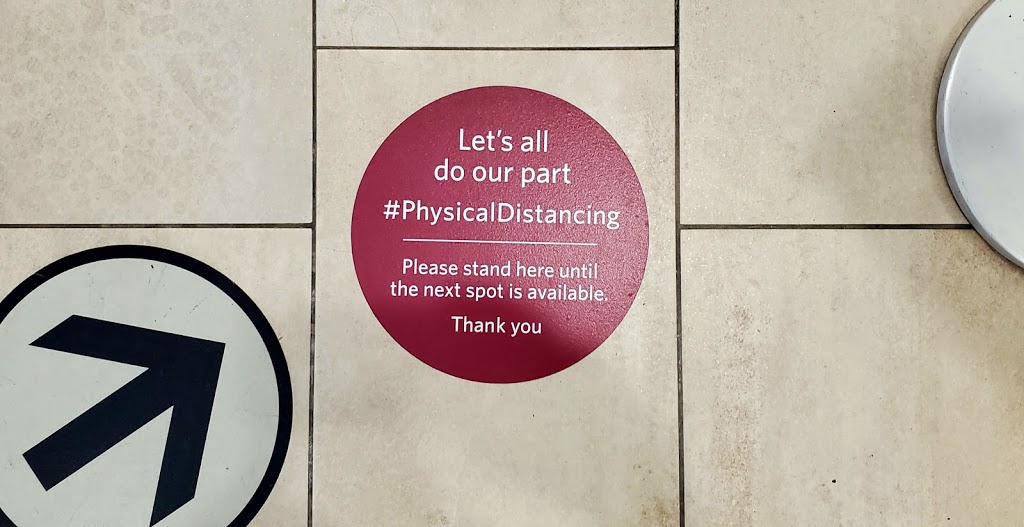 Let's all
do our part
#PhysicalDistancing
Please stand here until
the next spot is available.
Thank you